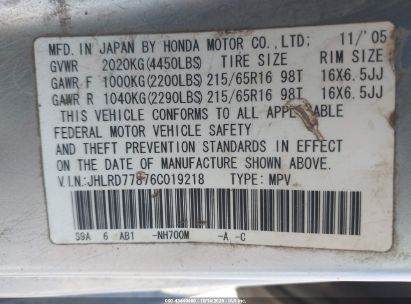 MFD. IN JAPAN BY HONDA MOTOR CO., LTD: 11/'05
GVWR 2020KG(4450LBS) TIRE SIZE RIM SIZE
GAWR F 1000KG(2200LBS) 215/65R16 98T 16X6.5JJ
GAWR R 1040KG(2290LBS) 215/65R16 98T 16X6.5JJ
THIS VEHICLE CONFORMS TO ALL APPLICABLE
FEDERAL MOTOR VEHICLE SAFETY
AND THEFT PREVENTION STANDARDS IN EFFECT
ON THE DATE OF MANUFACTURE SHOWN ABOVE.
V.I.N.: JHLRD77876C019218 TYPE: MPV
S9A 6 AB1 -NH700M -A -C